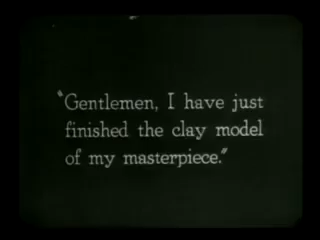 "Gentlemen, I have just
finished the clay model
of my masterpiece."